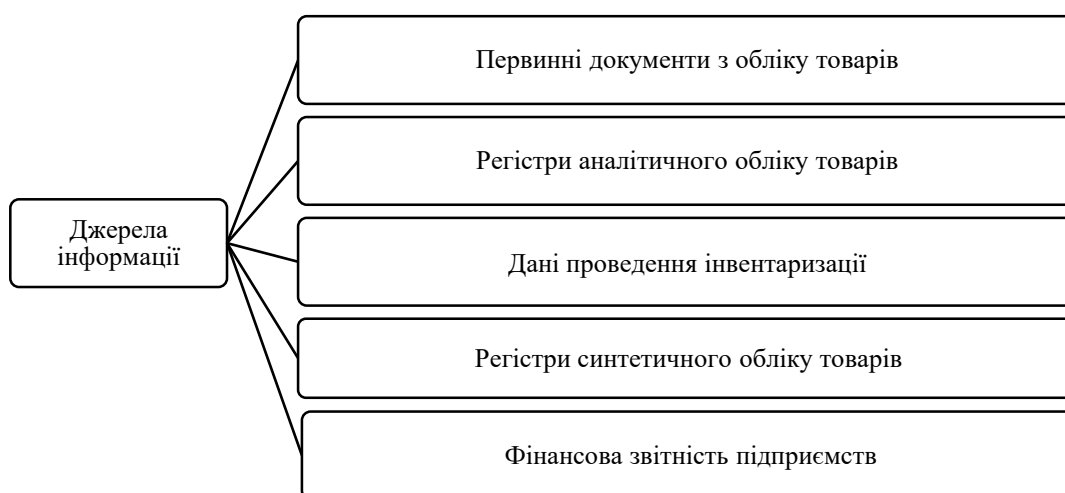 Первинні документи з обліку товарів
Регістри аналітичного обліку товарів
Джерела
інформації
Дані проведення інвентаризації
Регістри синтетичного обліку товарів
Фінансова звітність підприємств